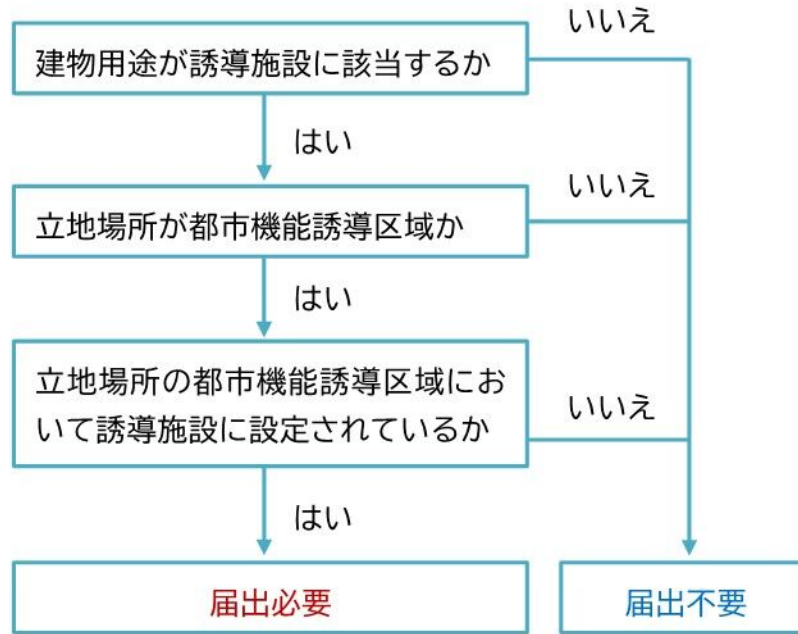 いいえ
建物用途が誘導施設に該当するか
はい
いいえ
立地場所が都市機能誘導区域か
はい
立地場所の都市機能誘導区域にお
いて誘導施設に設定されているか
いいえ
はい
届出必要
届出不要